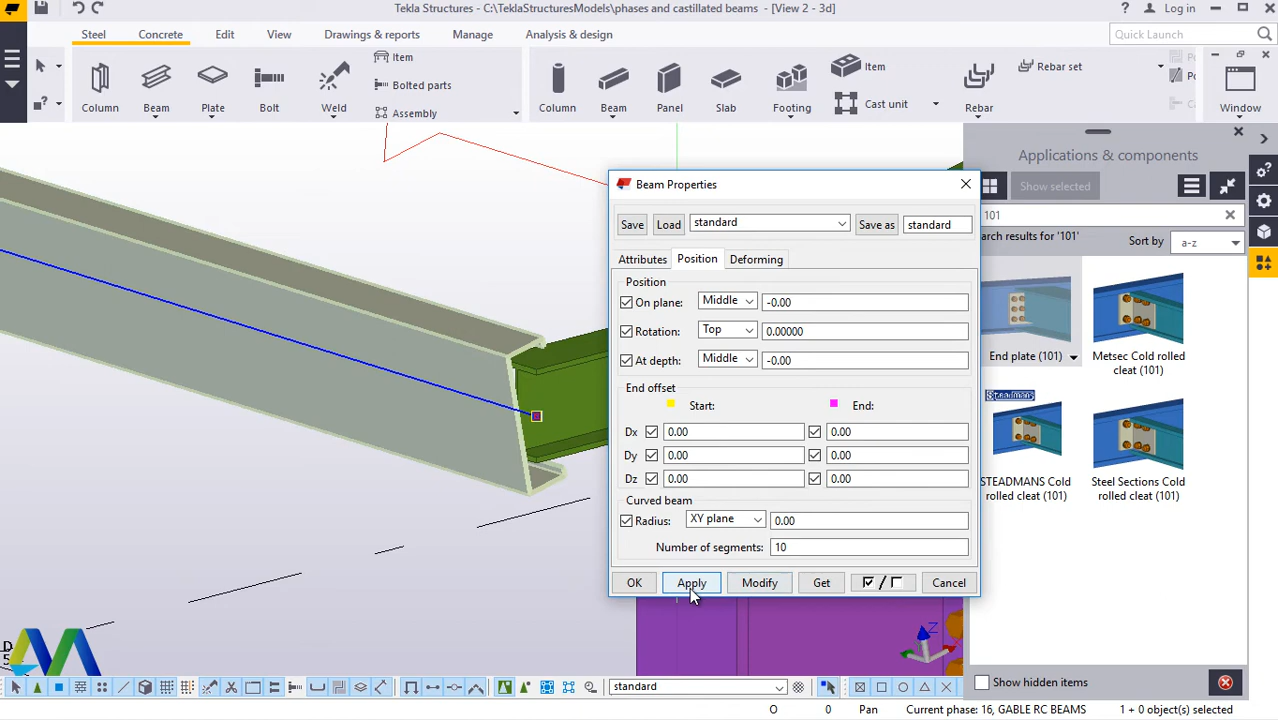 Tekla Structures - C:\TeklaStructuresModels\phases and castillated beams - [View 2 - 3d]
? Log in
Steel Concrete Edit View Drawings & reports Manage Analysis & design Quick Launch
Item
Bolted parts
Assembly
Column Beam Plate Bolt Weld
Column Beam Panel Slab Footing
Item
Cast unit
Rebar
Rebar set
Window
Beam Properties
Save Load standard Save as standard
Attributes Position Deforming
Position
On plane: Middle -0.00
Rotation: Top 0.00000
At depth: Middle -0.00
End offset
Start: End:
Dx 0.00 0.00
Dy 0.00 0.00
Dz 0.00 0.00
Curved beam
Radius: XY plane 0.00
Number of segments: 10
OK Apply Modify Get / Cancel
Applications & components
Show selected
101
arch results for '101' Sort by a-z
End plate (101)
Metsec Cold rolled cleat (101)
Steadmans
STEADMANS Cold rolled cleat (101)
Steel Sections Cold rolled cleat (101)
Show hidden items
Z
D
5
standard
O 0 Pan Current phase: 16, GABLE RC BEAMS 1 + 0 object(s) selected